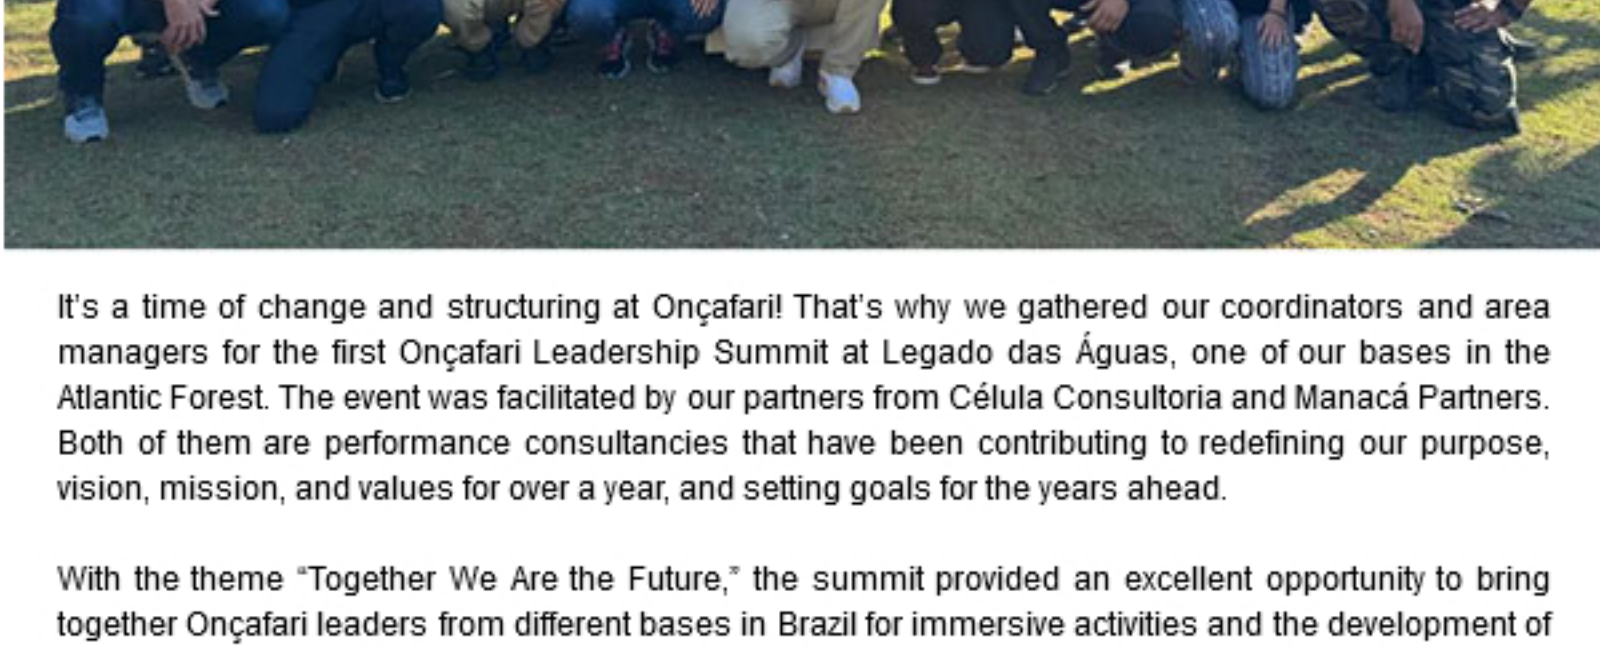 It's a time of change and structuring at Onçafari! That's why we gathered our coordinators and area
managers for the first Onçafari Leadership Summit at Legado das Águas, one of our bases in the
Atlantic Forest. The event was facilitated by our partners from Célula Consultoria and Manacá Partners.
Both of them are performance consultancies that have been contributing to redefining our purpose,
vision, mission, and values for over a year, and setting goals for the years ahead.
With the theme “Together We Are the Future,” the summit provided an excellent opportunity to bring
together Onçafari leaders from different bases in Brazil for immersive activities and the development of